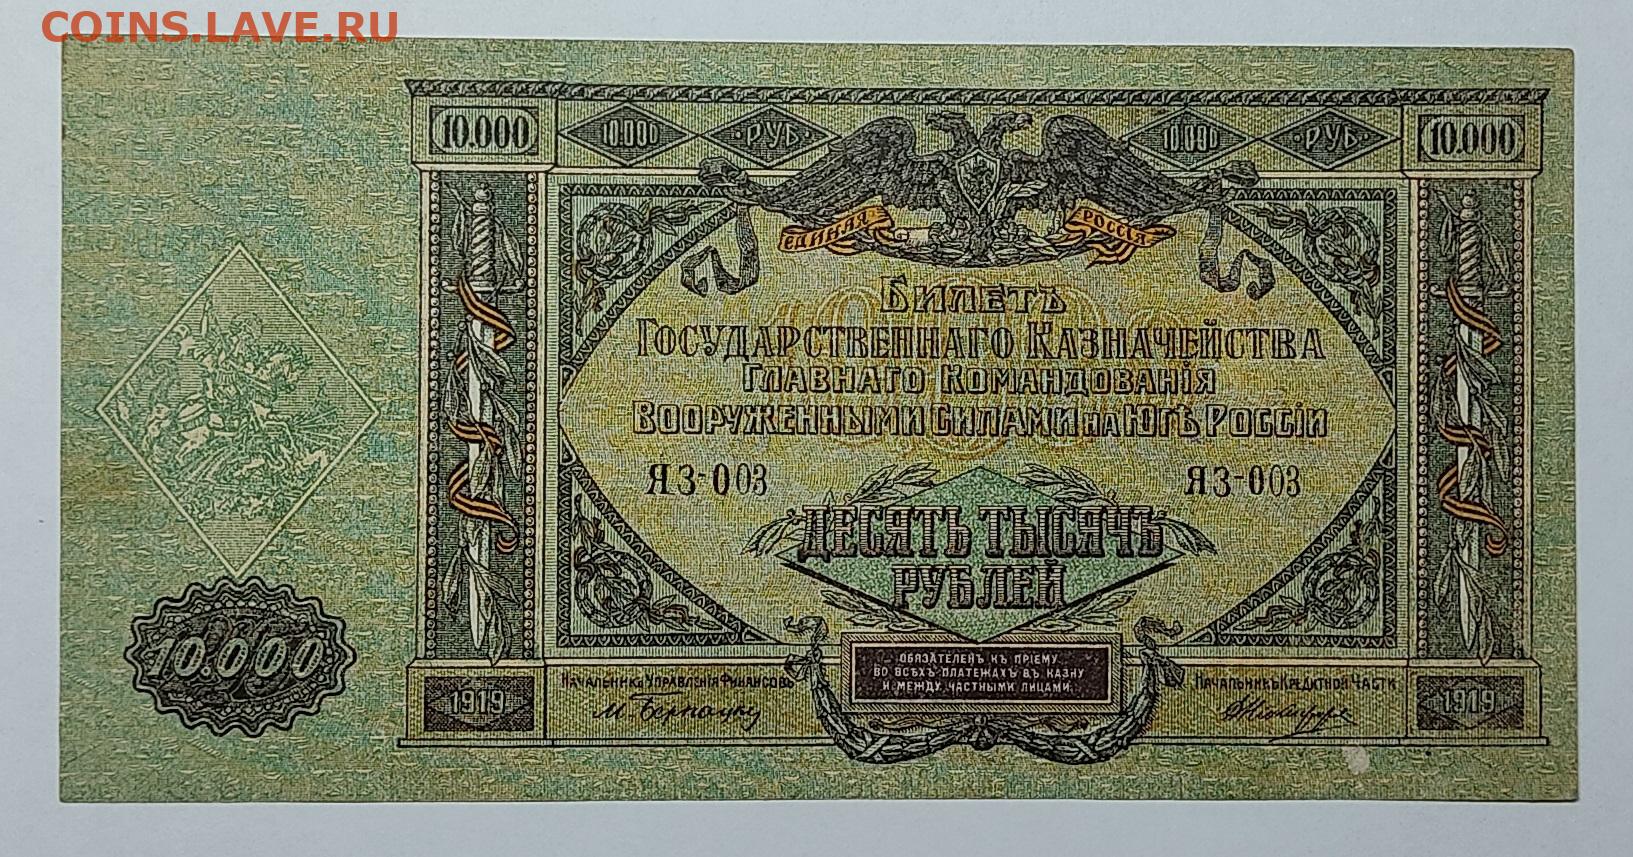 COINS.LAVE.RU
10.000 10.000 ·РУБ· 10.000 ·РУБ· 10.000
ЕДИНАЯ РОССІЯ
БИЛЕТЪ
ГОСУДАРСТВЕННАГО КАЗНАЧЕЙСТВА
ГЛАВНАГО КОМАНДОВАНІЯ
ВООРУЖЕННЫМИ СИЛАМИ НА ЮГѢ РОССІИ
ЯЗ-003 ЯЗ-003
ДЕСЯТЬ ТЫСЯЧЪ
РУБЛЕЙ
10.000
ОБЯЗАТЕЛЕНЪ КЪ ПРІЕМУ
ВО ВСѢХЪ ПЛАТЕЖАХЪ ВЪ КАЗНУ
И МЕЖДУ ЧАСТНЫМИ ЛИЦАМИ.
НАЧАЛЬНИКЪ УПРАВЛЕНІЯ ФИНАНСОВЪ НАЧАЛЬНИКЪ КРЕДИТНОЙ ЧАСТИ
1919 1919